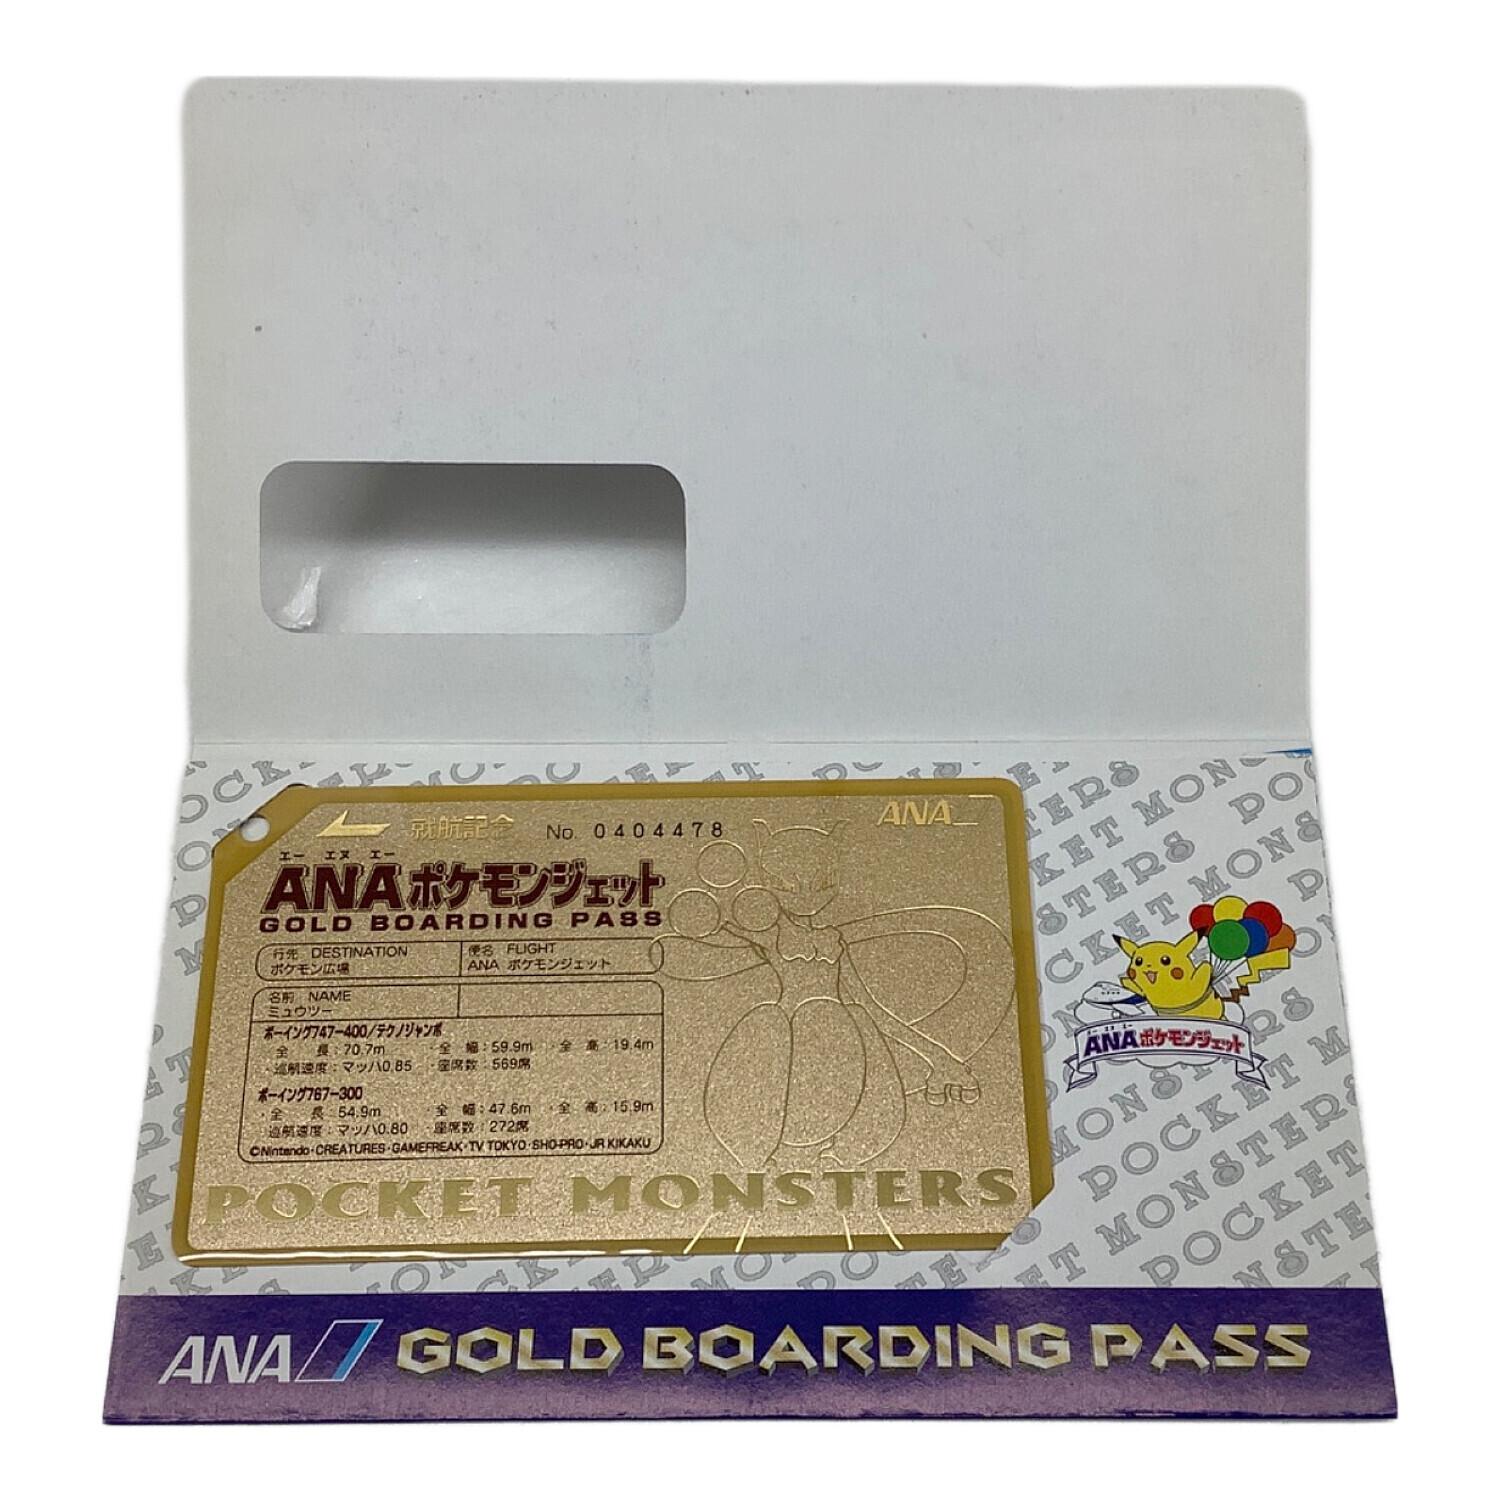 就航記念 No. 0404478 ANA
エー エヌ エー
ANAポケモンジェット
GOLD BOARDING PASS
行先 DESTINATION 便名 FLIGHT
ポケモン広場 ANA ポケモンジェット
名前 NAME
ミュウツー
ボーイング747-400/テクノジャンボ
・全 長：70.7m ・全 幅：59.9m ・全 高：19.4m
・巡航速度：マッハ0.85 ・座席数：569席
ボーイング767-300
・全 長：54.9m ・全 幅：47.6m ・全 高：15.9m
・巡航速度：マッハ0.80 ・座席数：272席
©Nintendo・CREATURES・GAMEFREAK・TV TOKYO・SHO-PRO・JR KIKAKU
POCKET MONSTERS
エー エヌ エー
ANAポケモンジェット
POCKET MONSTERS
ANA GOLD BOARDING PASS